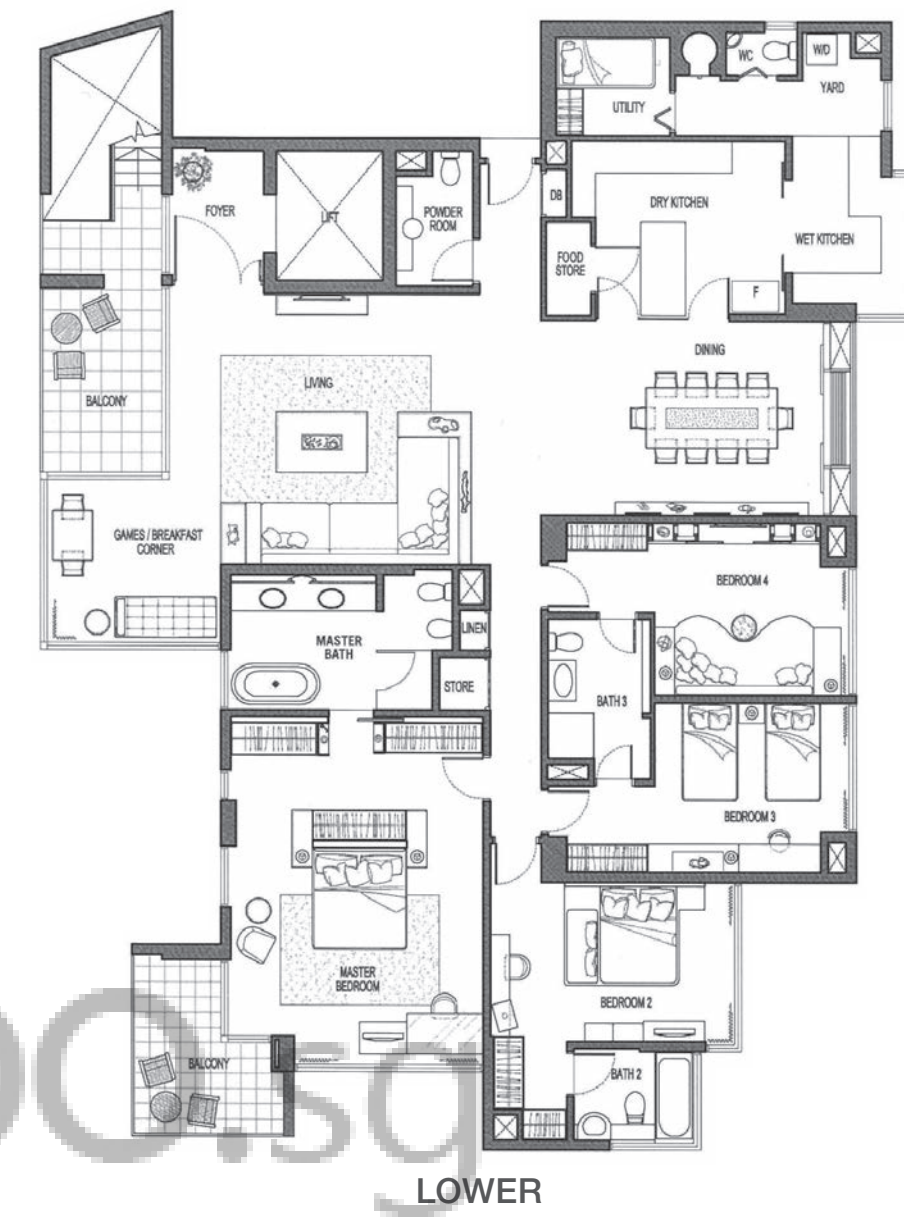 WC
W/D
YARD
UTILITY
FOYER
LIFT
POWDER
ROOM
DB
DRY KITCHEN
WET KITCHEN
FOOD
STORE
F
DINING
LIVING
BALCONY
GAMES / BREAKFAST
CORNER
MASTER
BATH
LINEN
STORE
BEDROOM 4
BATH 3
BEDROOM 3
MASTER
BEDROOM
BEDROOM 2
BALCONY
BATH 2
.sg
LOWER